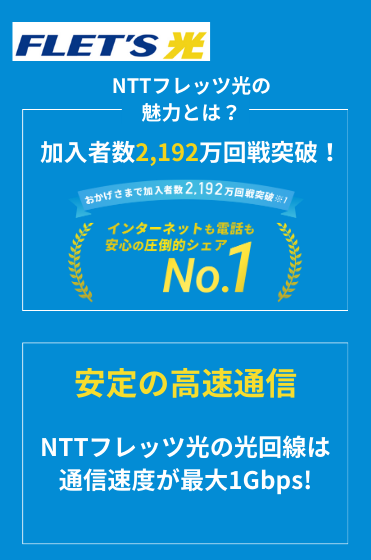 FLET'S 光
NTTフレッツ光の
魅力とは？
加入者数2,192万回戦突破！
おかげさまで加入者数2,192万回戦突破※1
インターネットも電話も
安心の圧倒的シェア
No.1
安定の高速通信
NTTフレッツ光の光回線は
通信速度が最大1Gbps!